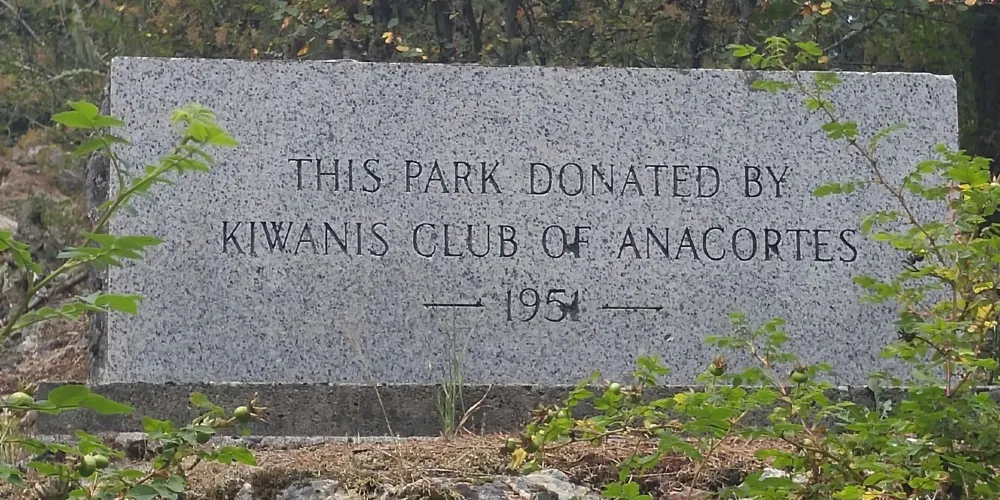 THIS PARK DONATED BY
KIWANIS CLUB OF ANACORTES
— 1951 —